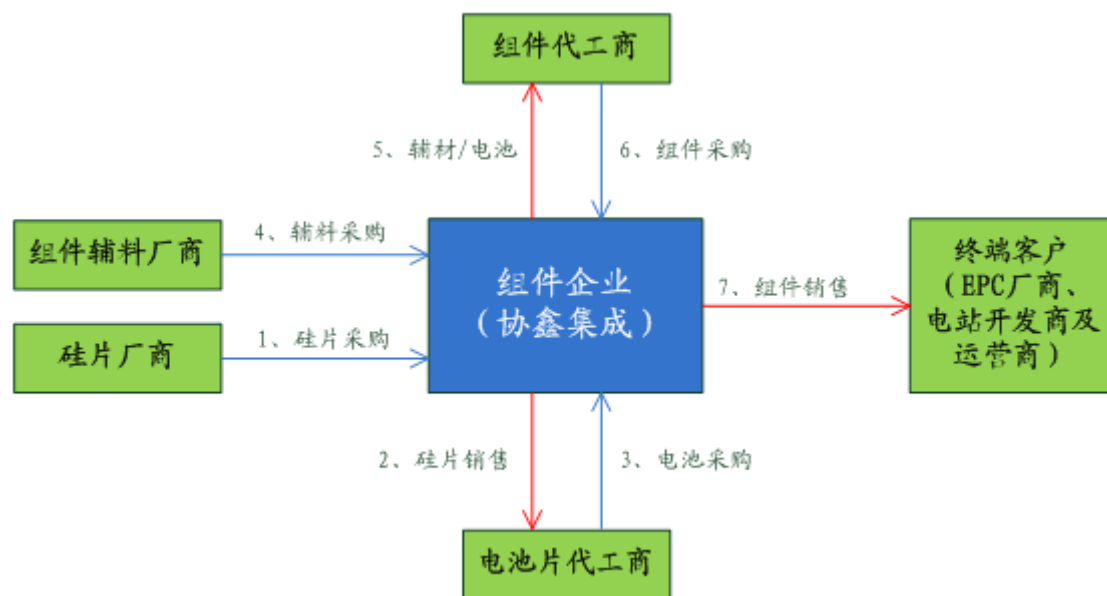 组件代工商
5、辅材/电池
6、组件采购
组件辅料厂商
4、辅料采购
硅片厂商
1、硅片采购
组件企业
（协鑫集成）
7、组件销售
终端客户
（EPC厂商、
电站开发商及
运营商）
2、硅片销售
3、电池采购
电池片代工商